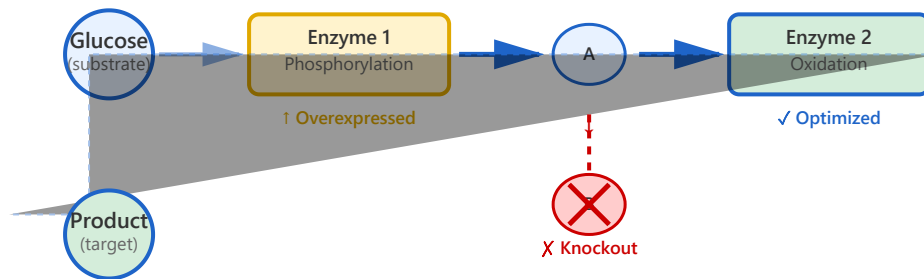 Glucose
(substrate)
Enzyme 1
Phosphorylation
↑ Overexpressed
A
Enzyme 2
Oxidation
✓ Optimized
Product
(target)
✗ Knockout